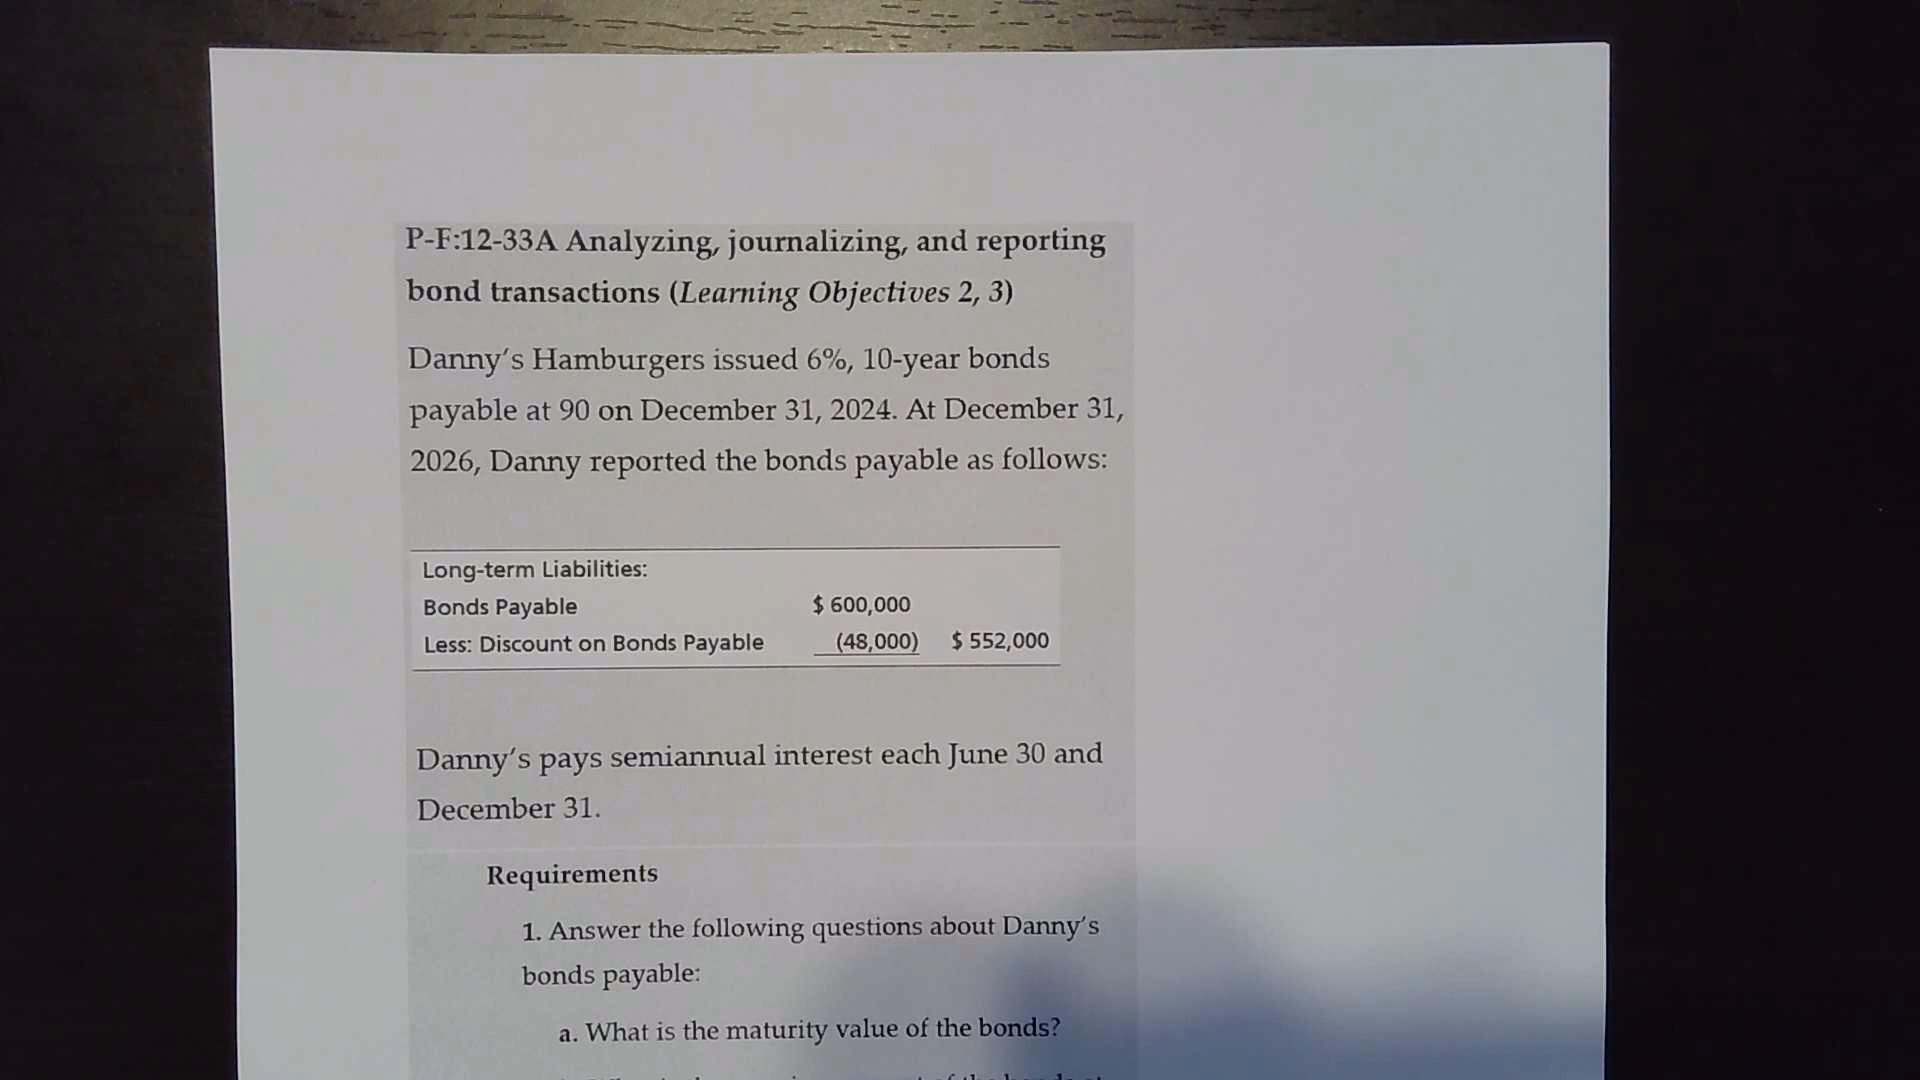 P-F:12-33A Analyzing, journalizing, and reporting
bond transactions (Learning Objectives 2, 3)
Danny's Hamburgers issued 6%, 10-year bonds
payable at 90 on December 31, 2024. At December 31,
2026, Danny reported the bonds payable as follows:
Long-term Liabilities:
Bonds Payable $ 600,000
Less: Discount on Bonds Payable (48,000) $ 552,000
Danny's pays semiannual interest each June 30 and
December 31.
Requirements
1. Answer the following questions about Danny's
bonds payable:
a. What is the maturity value of the bonds?